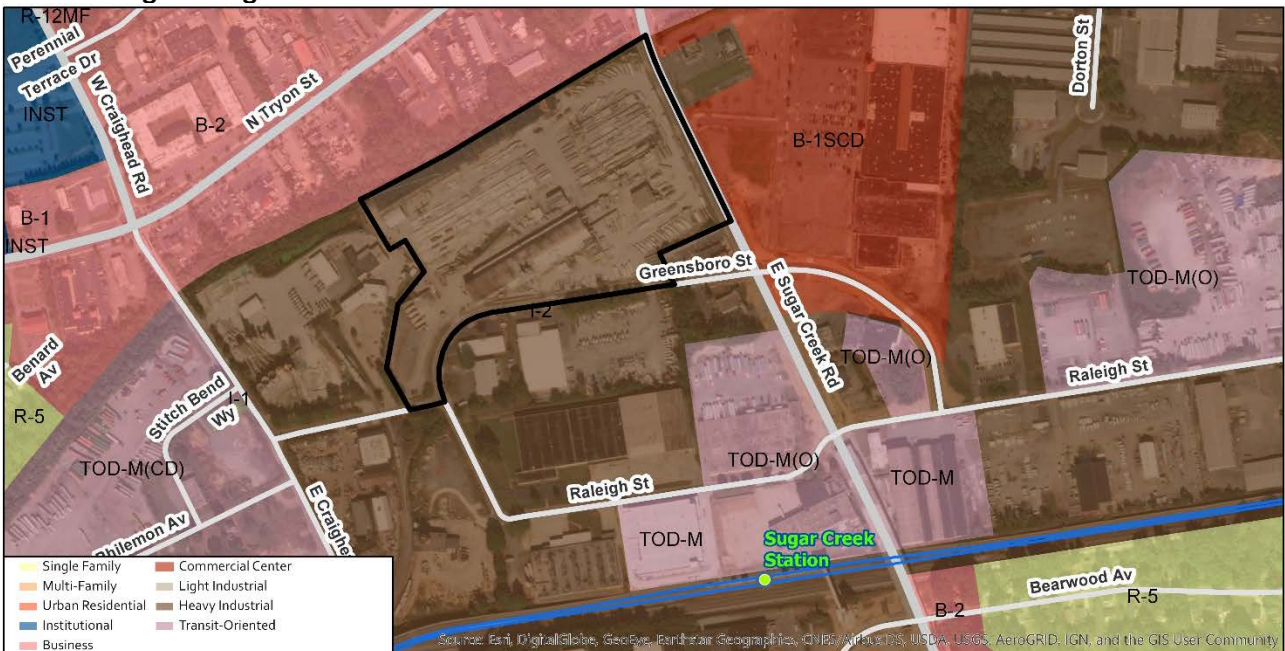 R-12MF
Perennial
Terrace Dr
INST
W Craighead Rd
B-2
N Tryon St
Dorton St
B-1SCD
B-1
INST
TOD-M(O)
Greensboro St
I-2
E Sugar Creek Rd
TOD-M(O)
Benard
Av
R-5
Stitch Bend
Wy
I-1
Raleigh St
TOD-M(CD)
TOD-M(O)
TOD-M
Raleigh St
Philemon Av
TOD-M
Sugar Creek
Station
Bearwood Av
R-5
B-2
Single Family
Multi-Family
Urban Residential
Institutional
Business
Commercial Center
Light Industrial
Heavy Industrial
Transit-Oriented
Source: Esri, DigitalGlobe, GeoEye, Earthstar Geographics, CNES/Airbus DS, USDA, USGS, AeroGRID, IGN, and the GIS User Community